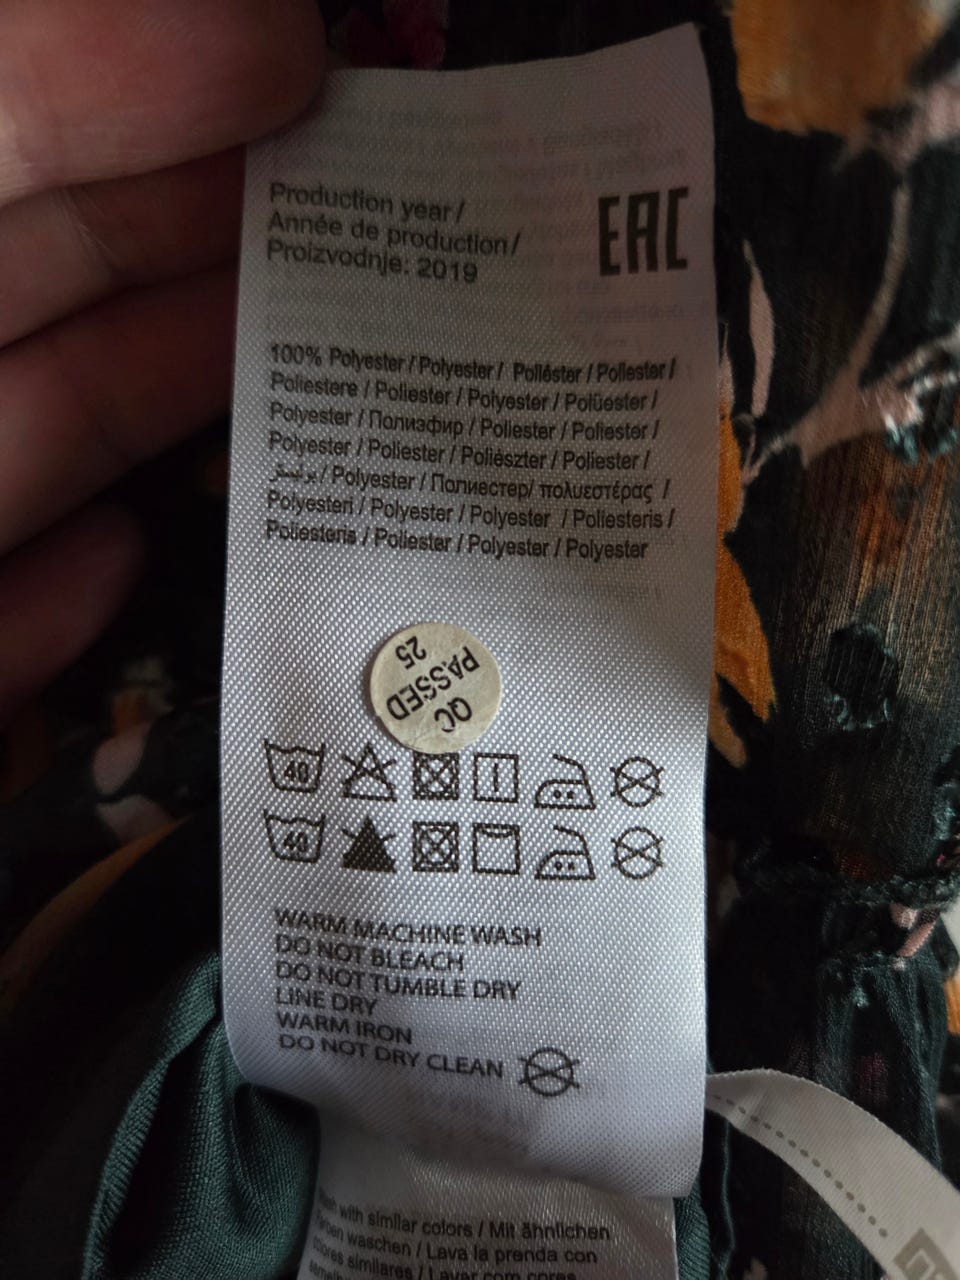 Production year /
Année de production /
Proizvodnje: 2019
EAC
100% Polyester / Polyester / Poliéster / Poliester /
Poliestere / Poliester / Polyester / Polüester /
Polyester / Полиэфир / Poliester / Poliester /
Polyester / Poliester / Poliészter / Poliester /
/ Polyester / Полиестер/ πολυεστέρας /
Polyesteri / Polyester / Polyester / Poliesteris /
Poliesteris / Poliester / Polyester / Polyester
QC
PASSED
25
40
40
WARM MACHINE WASH
DO NOT BLEACH
DO NOT TUMBLE DRY
LINE DRY
WARM IRON
DO NOT DRY CLEAN
with similar colors / Mit ähnlichen
Farben waschen / Lava la prenda con
colores similares / Lavar com cores